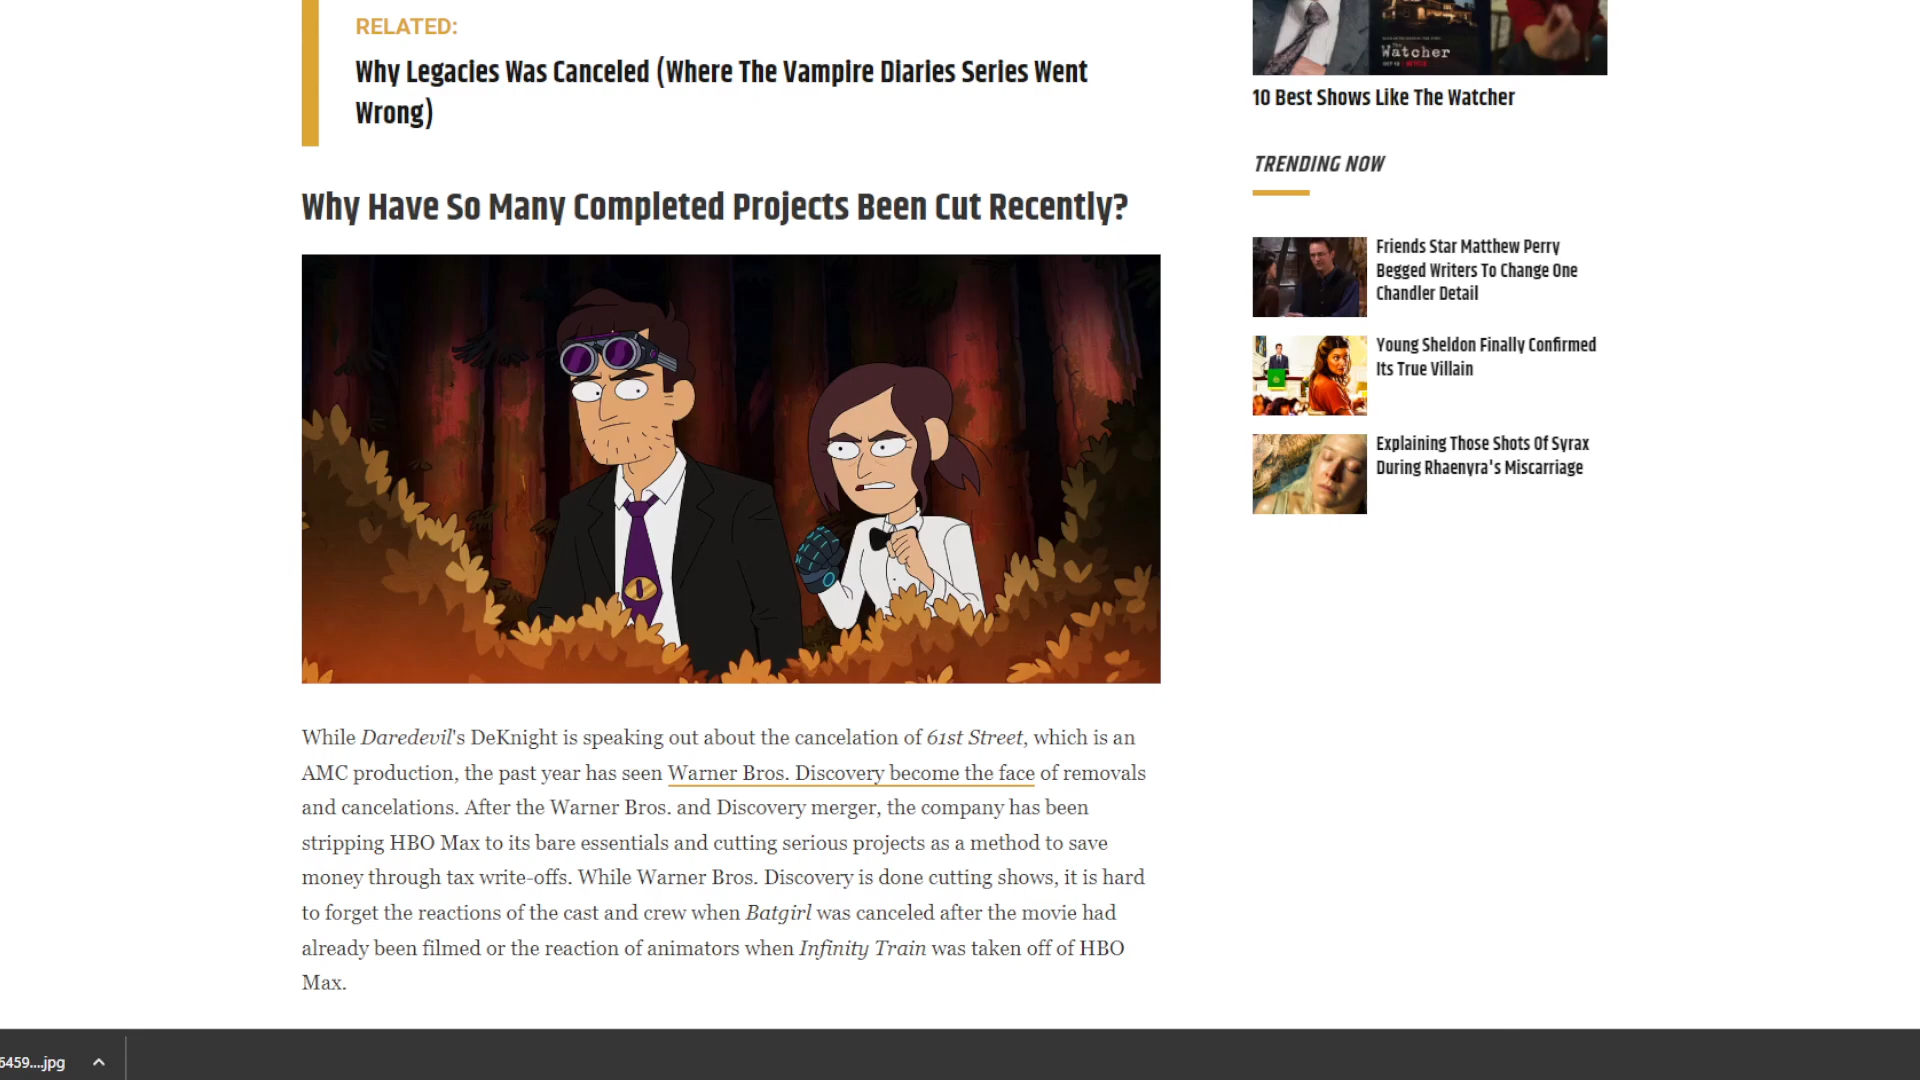 RELATED:
Why Legacies Was Canceled (Where The Vampire Diaries Series Went
Wrong)
Why Have So Many Completed Projects Been Cut Recently?
While Daredevil's DeKnight is speaking out about the cancelation of 61st Street, which is an
AMC production, the past year has seen Warner Bros. Discovery become the face of removals
and cancelations. After the Warner Bros. and Discovery merger, the company has been
stripping HBO Max to its bare essentials and cutting serious projects as a method to save
money through tax write-offs. While Warner Bros. Discovery is done cutting shows, it is hard
to forget the reactions of the cast and crew when Batgirl was canceled after the movie had
already been filmed or the reaction of animators when Infinity Train was taken off of HBO
Max.
The
Watcher
10 Best Shows Like The Watcher
TRENDING NOW
Friends Star Matthew Perry
Begged Writers To Change One
Chandler Detail
Young Sheldon Finally Confirmed
Its True Villain
Explaining Those Shots Of Syrax
During Rhaenyra's Miscarriage
6459....jpg